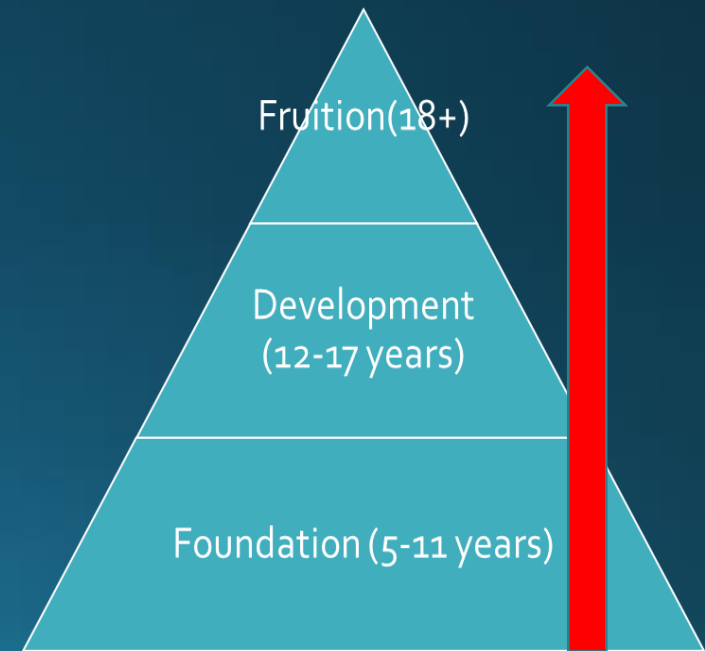 Fruition(18+)
Development
(12-17 years)
Foundation (5-11 years)